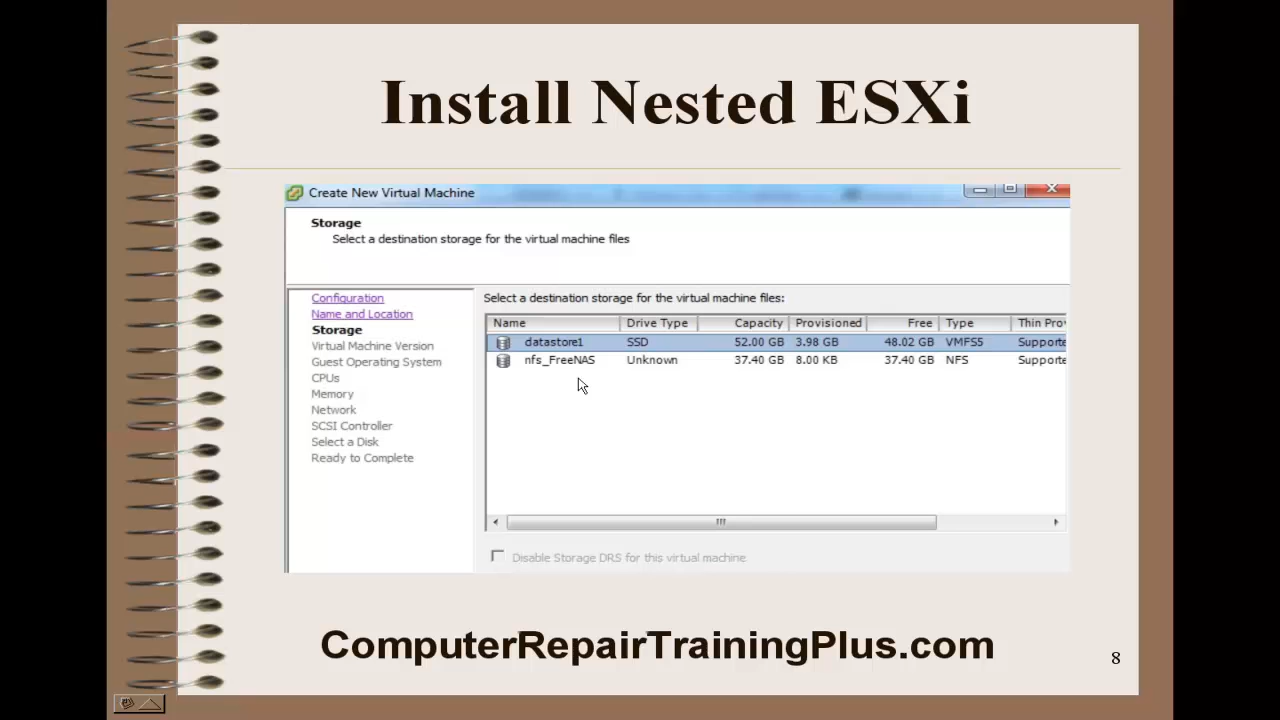 Install Nested ESXi
Create New Virtual Machine
Storage
Select a destination storage for the virtual machine files
Configuration
Name and Location
Storage
Virtual Machine Version
Guest Operating System
CPUs
Memory
Network
SCSI Controller
Select a Disk
Ready to Complete
Select a destination storage for the virtual machine files:
Name Drive Type Capacity Provisioned Free Type Thin Pro
datastore1 SSD 52.00 GB 3.98 GB 48.02 GB VMFS5 Supporte
nfs_FreeNAS Unknown 37.40 GB 8.00 KB 37.40 GB NFS Supporte
Disable Storage DRS for this virtual machine
ComputerRepairTrainingPlus.com
8